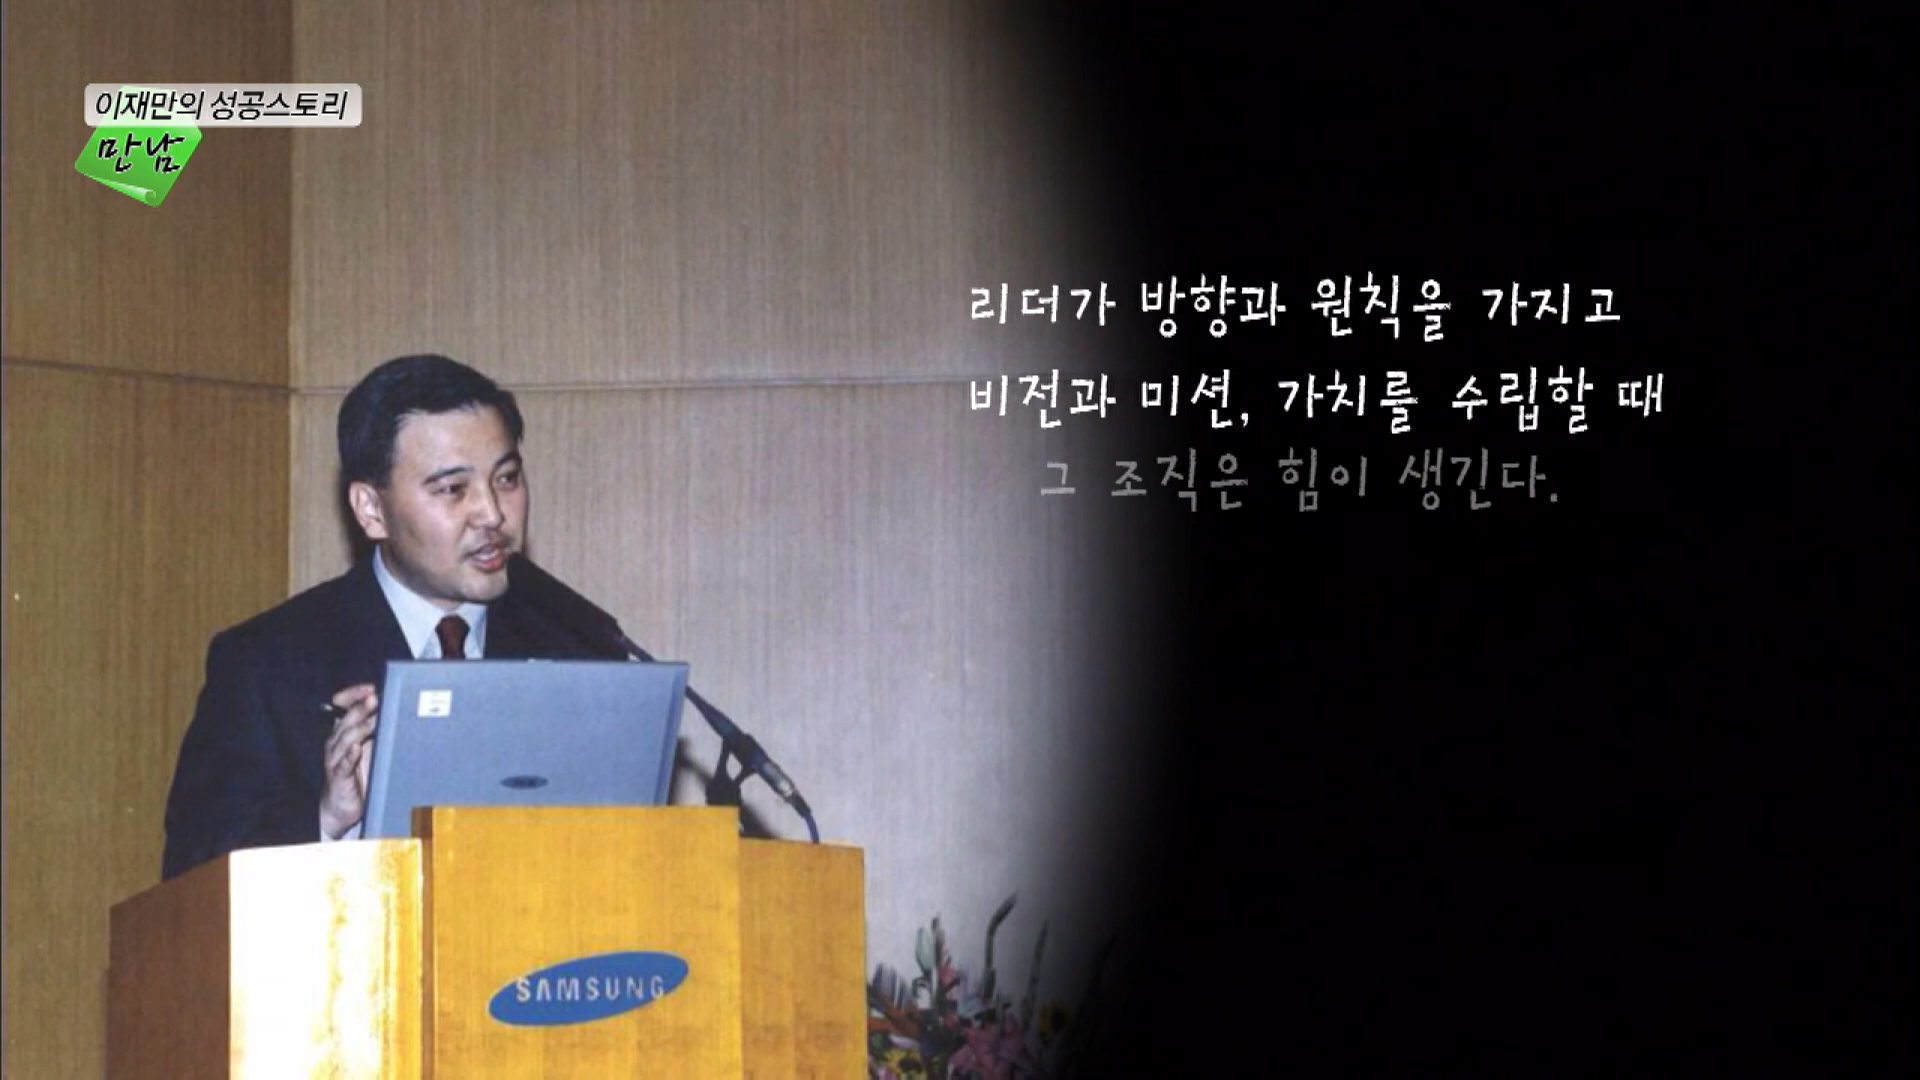 이재만의 성공스토리
만남
리더가 방향과 원칙을 가지고
비전과 미션, 가치를 수립할 때
그 조직은 힘이 생긴다.
SAMSUNG